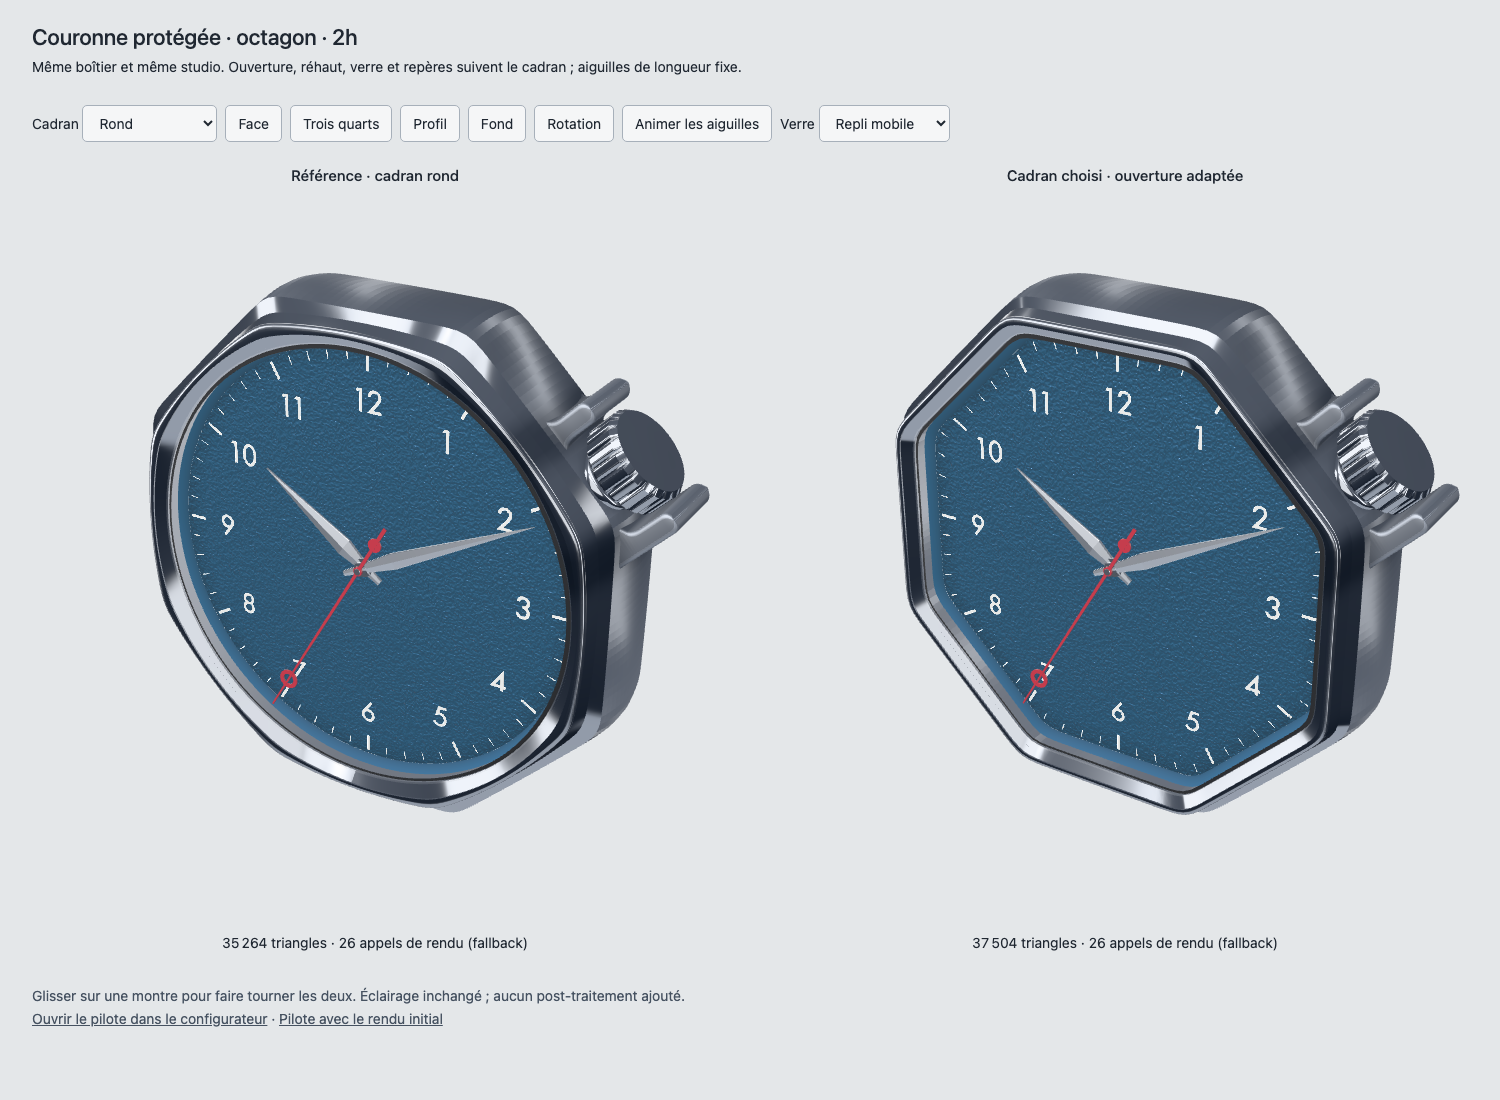 Couronne protégée · octagon · 2h
Même boîtier et même studio. Ouverture, réhaut, verre et repères suivent le cadran ; aiguilles de longueur fixe.
Cadran Rond Face Trois quarts Profil Fond Rotation Animer les aiguilles Verre Repli mobile
Référence · cadran rond
Cadran choisi · ouverture adaptée
11 12
10 1
9 2
8 3
7 4
6 5
11 12
10 1
9 2
8 3
7 4
6 5
35 264 triangles · 26 appels de rendu (fallback)
37 504 triangles · 26 appels de rendu (fallback)
Glisser sur une montre pour faire tourner les deux. Éclairage inchangé ; aucun post-traitement ajouté.
Ouvrir le pilote dans le configurateur · Pilote avec le rendu initial